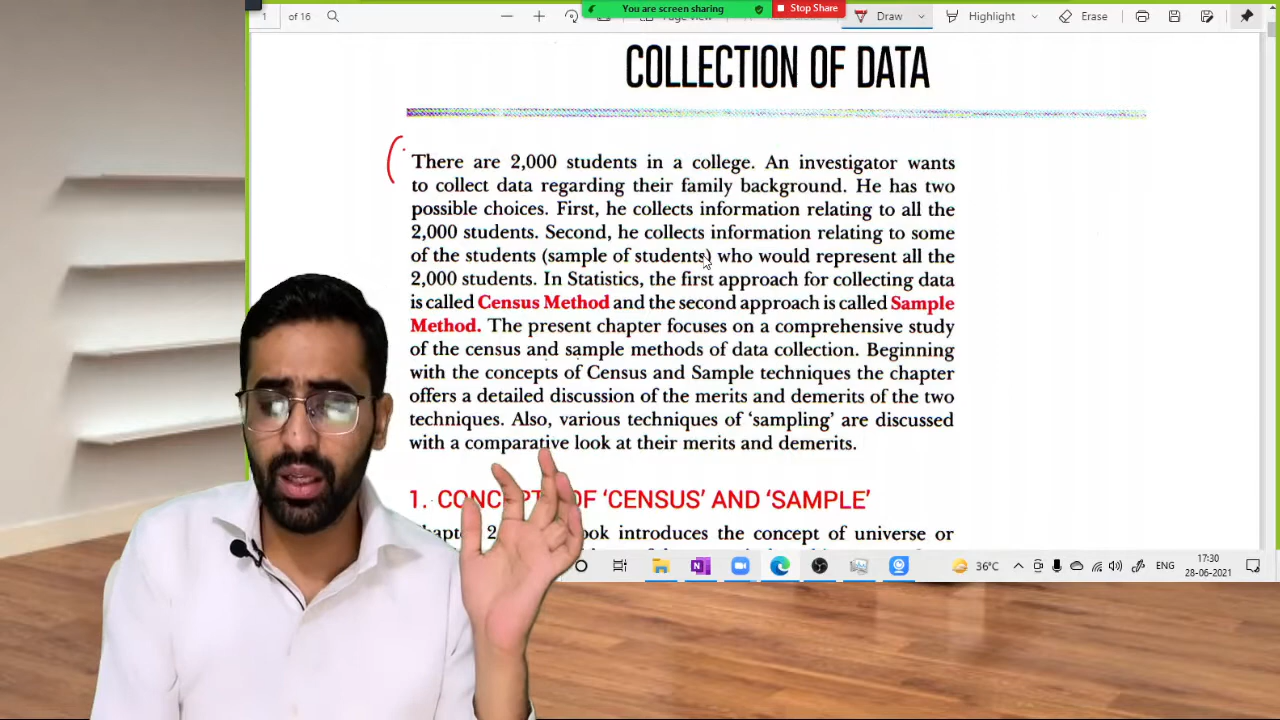 1 of 16
You are screen sharing
Stop Share
Draw
Highlight
Erase
COLLECTION OF DATA
There are 2,000 students in a college. An investigator wants
to collect data regarding their family background. He has two
possible choices. First, he collects information relating to all the
2,000 students. Second, he collects information relating to some
of the students (sample of students) who would represent all the
2,000 students. In Statistics, the first approach for collecting data
is called Census Method and the second approach is called Sample
Method. The present chapter focuses on a comprehensive study
of the census and sample methods of data collection. Beginning
with the concepts of Census and Sample techniques the chapter
offers a detailed discussion of the merits and demerits of the two
techniques. Also, various techniques of ‘sampling’ are discussed
with a comparative look at their merits and demerits.
1. CONCEPT OF ‘CENSUS’ AND ‘SAMPLE’
2 introduces the concept of universe or
36°C
ENG
17:30
28-06-2021